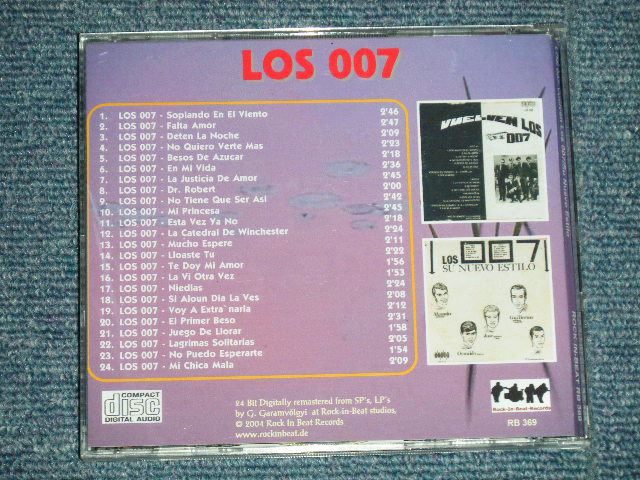 LOS 007
1. LOS 007 - Soplando En El Viento 2'46
2. LOS 007 - Falta Amor 2'47
3. LOS 007 - Deten La Noche 2'09
4. LOS 007 - No Quiero Verte Mas 2'23
5. LOS 007 - Besos De Azucar 2'18
6. LOS 007 - En Mi Vida 2'36
7. LOS 007 - La Justicia De Amor 2'45
8. LOS 007 - Dr. Robert 2'00
9. LOS 007 - No Tiene Que Ser Asi 2'42
10. LOS 007 - Mi Princesa 2'45
11. LOS 007 - Esta Vez Ya No 2'18
12. LOS 007 - La Catedral De Winchester 2'24
13. LOS 007 - Mucho Espere 2'11
14. LOS 007 - Lloaste Tu 2'22
15. LOS 007 - Te Doy Mi Amor 1'56
16. LOS 007 - La Vi Otra Vez 1'53
17. LOS 007 - Niedlas 2'24
18. LOS 007 - Si Aloun Dia La Ves 2'08
19. LOS 007 - Voy A Extra`narla 2'12
20. LOS 007 - El Primer Beso 2'31
21. LOS 007 - Juego De Llorar 1'58
22. LOS 007 - Lagrimas Solitarias 2'05
23. LOS 007 - No Puedo Esperarte 1'54
24. LOS 007 - Mi Chica Mala 2'09
VUELVEN LOS
007
LOS 007
SU NUEVO ESTILO
COMPACT
disc
DIGITAL AUDIO
24 Bit Digitally remastered from SP's, LP's
by G. Garamvölgyi at Rock-in-Beat studios,
© 2004 Rock In Beat Records
www.rockinbeat.de
Rock-In-Beat-Records
RB 369
ROCK-IN-BEAT RB 369